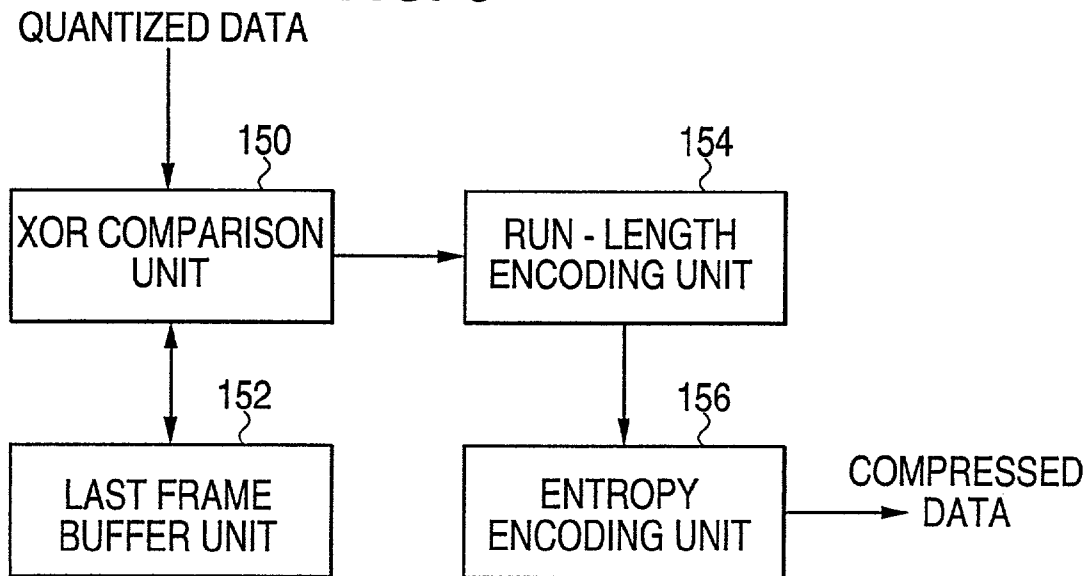 QUANTIZED DATA
150
XOR COMPARISON
UNIT
154
RUN - LENGTH
ENCODING UNIT
152
LAST FRAME
BUFFER UNIT
156
ENTROPY
ENCODING UNIT
COMPRESSED
DATA